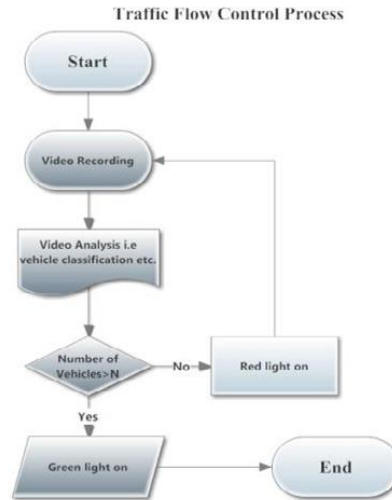 Traffic Flow Control Process
Start
Video Recording
Video Analysis i.e
vehicle classification etc.
Number of
Vehicles>N
No
Red light on
Yes
Green light on
End